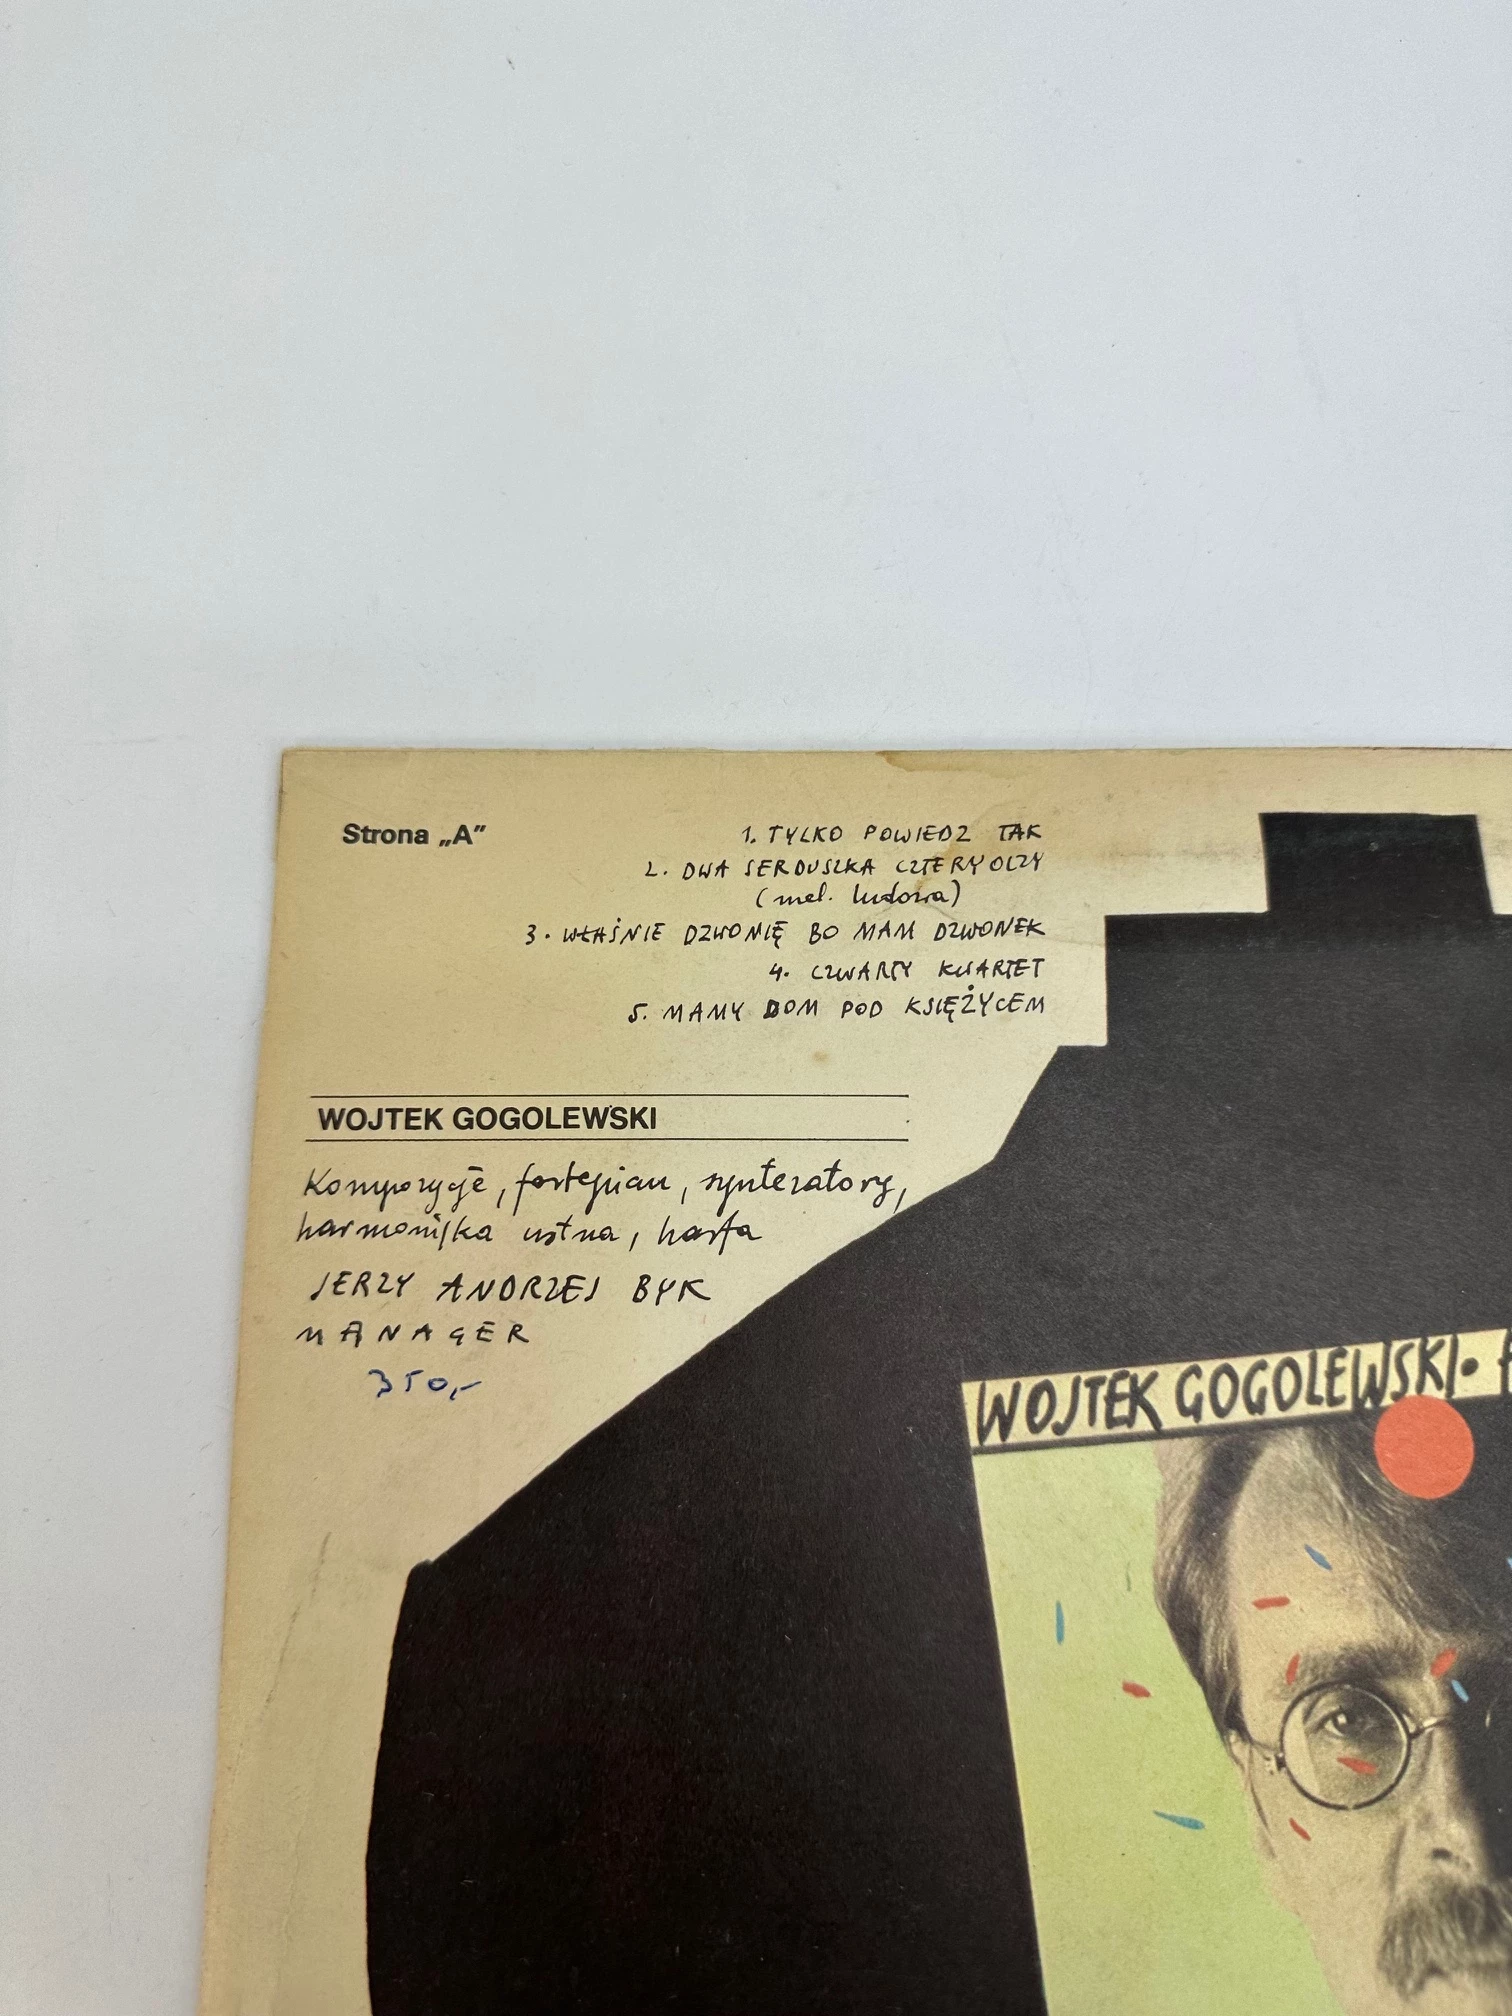 Strona „A”
1. TYLKO POWIEDZ TAK
2. DWA SERDUSZKA CZTERY OCZY
(mel. ludowa)
3. WŁAŚNIE DZWONIĘ BO MAM DZWONEK
4. CZWARTY KWARTET
5. MAMY DOM POD KSIĘŻYCEM
WOJTEK GOGOLEWSKI
Kompozycje, fortepian, syntezatory,
harmonijka ustna, harfa
JERZY ANDRZEJ BYK
MANAGER
350,-
WOJTEK GOGOLEWSKI •